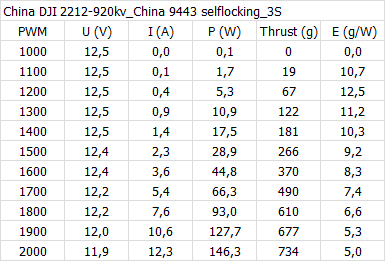 China DJI 2212-920kv_China 9443 selflocking_3S
PWM U (V) I (A) P (W) Thrust (g) E (g/W)
1000 12,5 0,0 0,1 0 0,0
1100 12,5 0,1 1,7 19 10,7
1200 12,5 0,4 5,3 67 12,5
1300 12,5 0,9 10,9 122 11,2
1400 12,5 1,4 17,5 181 10,3
1500 12,4 2,3 28,9 266 9,2
1600 12,4 3,6 44,8 370 8,3
1700 12,2 5,4 66,3 490 7,4
1800 12,2 7,6 93,0 610 6,6
1900 12,0 10,6 127,7 677 5,3
2000 11,9 12,3 146,3 734 5,0